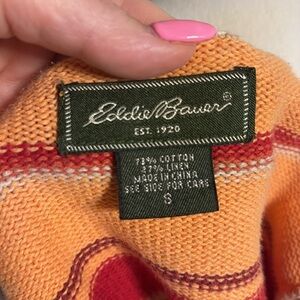 Eddie Bauer®
EST. 1920
73% COTTON
27% LINEN
MADE IN CHINA
SEE SIDE FOR CARE
S